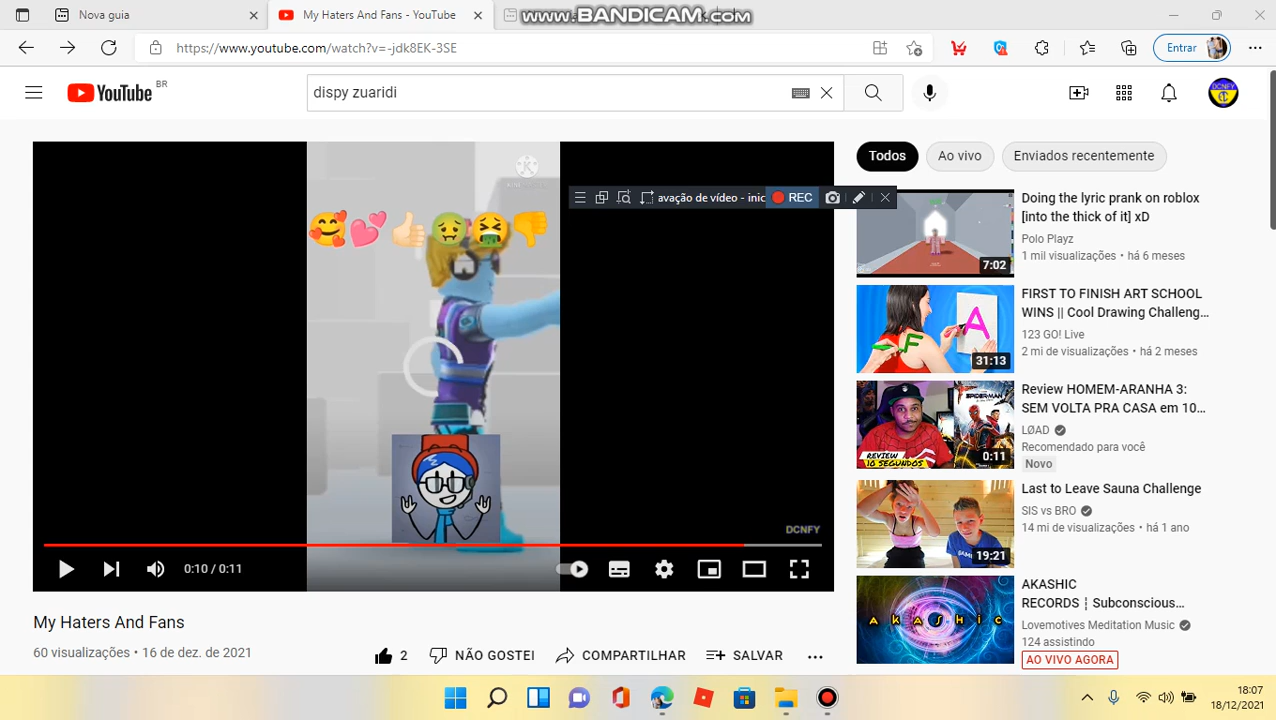 Nova guia
My Haters And Fans - YouTube
www.BANDICAM.com
https://www.youtube.com/watch?v=-jdk8EK-3SE
Entrar
YouTube BR
dispy zuaridi
DCNFY
avação de vídeo - inic
REC
DCNFY
0:10 / 0:11
My Haters And Fans
60 visualizações • 16 de dez. de 2021
2
NÃO GOSTEI
COMPARTILHAR
SALVAR
Todos
Ao vivo
Enviados recentemente
7:02
Doing the lyric prank on roblox
[into the thick of it] xD
Polo Playz
1 mil visualizações • há 6 meses
F
A
31:13
FIRST TO FINISH ART SCHOOL
WINS || Cool Drawing Challeng...
123 GO! Live
2 mi de visualizações • há 2 meses
SPIDER-MAN
REVIEW
10 SEGUNDOS
0:11
Review HOMEM-ARANHA 3:
SEM VOLTA PRA CASA em 10...
LØAD
Recomendado para você
Novo
19:21
Last to Leave Sauna Challenge
SIS vs BRO
14 mi de visualizações • há 1 ano
AKASHIC
AKASHIC
RECORDS ¦ Subconscious...
Lovemotives Meditation Music
124 assistindo
AO VIVO AGORA
18:07
18/12/2021